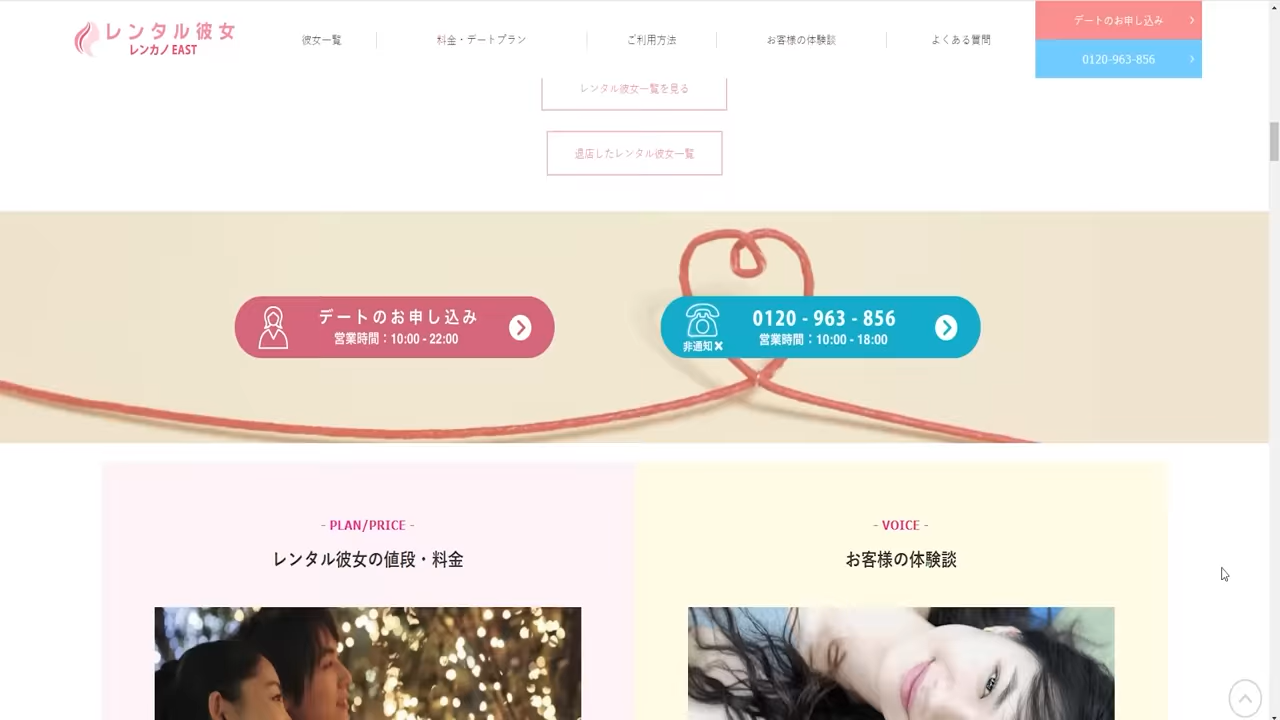 レンタル彼女
レンカノ EAST
彼女一覧
料金・デートプラン
ご利用方法
お客様の体験談
よくある質問
デートのお申し込み
0120-963-856
レンタル彼女一覧を見る
退店したレンタル彼女一覧
デートのお申し込み
営業時間：10:00 - 22:00
0120 - 963 - 856
非通知✖ 営業時間：10:00 - 18:00
- PLAN/PRICE -
レンタル彼女の値段・料金
- VOICE -
お客様の体験談